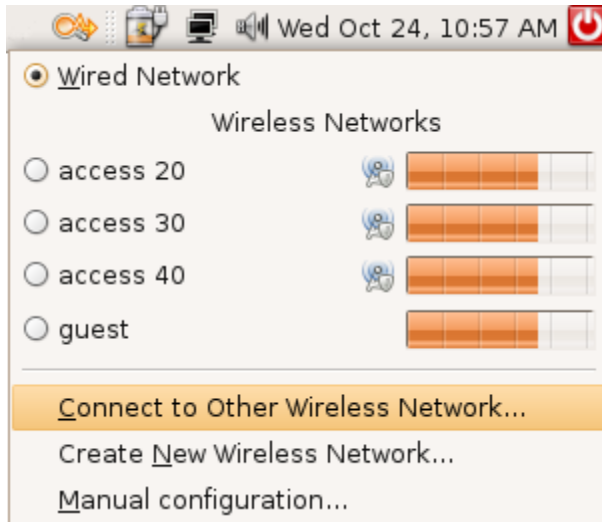 Wed Oct 24, 10:57 AM
Wired Network
Wireless Networks
access 20
access 30
access 40
guest
Connect to Other Wireless Network...
Create New Wireless Network...
Manual configuration...